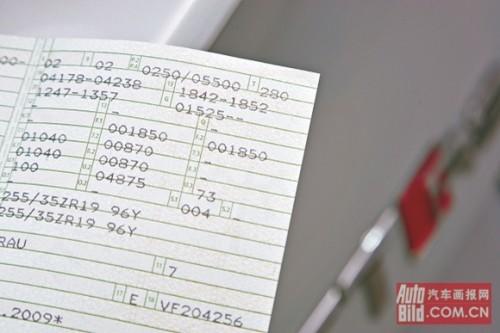 00- 02 02 0250/05500 T 280
04178-04238 1842-1852
1247-1357 01525--
- - Q -
01040 001850 001850
01040 00870 -
100 00870 -
- 04875 73
255/35ZR19 96Y - 004 -
255/35ZR19 96Y
RAU
7
E VF204256
.2009*
Auto 汽车画报网
BILD .COM.CN